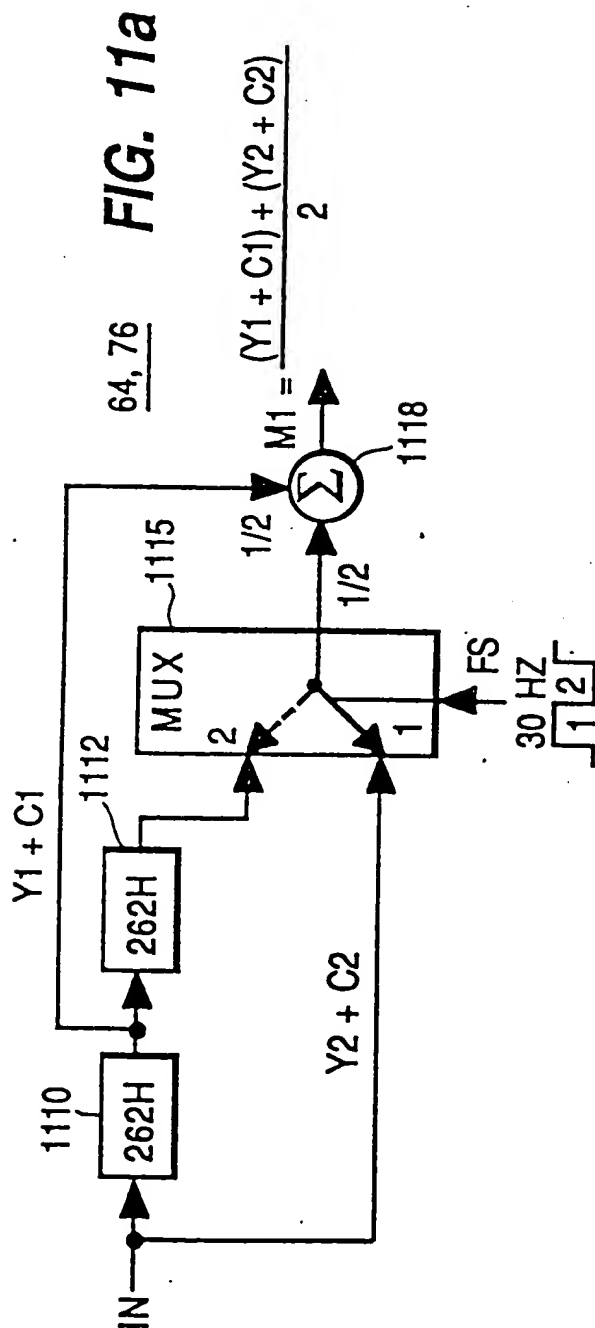 FIG. 11a
64, 76
Y1 + C1
IN
1110
262H
1112
262H
Y2 + C2
MUX
1115
2
1
FS
30 HZ
1
2
1/2
1/2
Σ
1118
M1 = (Y1 + C1) + (Y2 + C2)
2